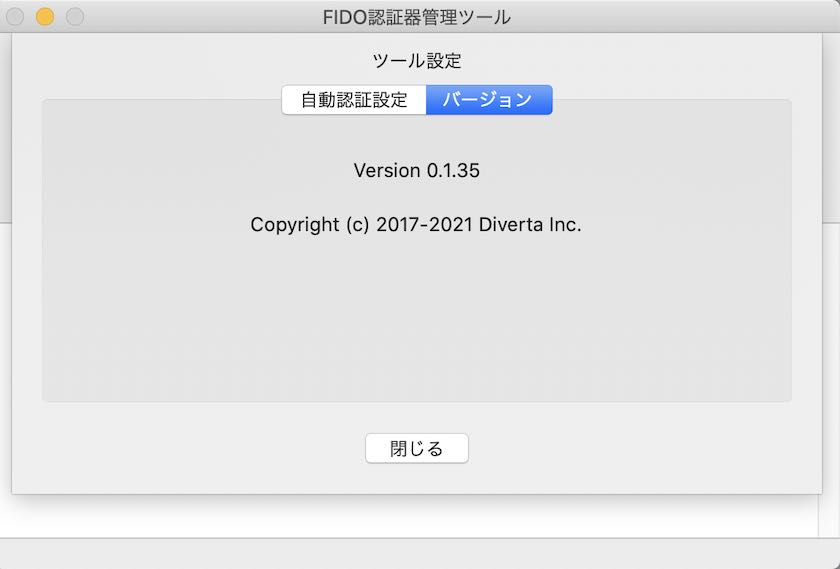 FIDO認証器管理ツール
ツール設定
自動認証設定 バージョン
Version 0.1.35
Copyright (c) 2017-2021 Diverta Inc.
閉じる